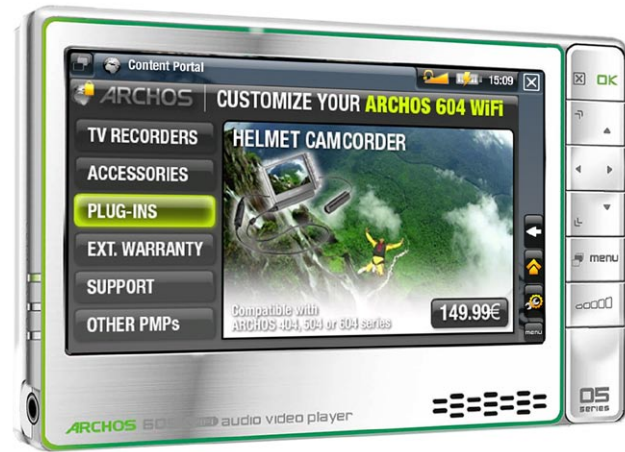 Content Portal
15:09
ARCHOS
CUSTOMIZE YOUR ARCHOS 604 WiFi
TV RECORDERS
ACCESSORIES
PLUG-INS
EXT. WARRANTY
SUPPORT
OTHER PMPs
HELMET CAMCORDER
Compatible with
ARCHOS 404, 504 or 604 series
149.99€
menu
OK
menu
05
SERIES
ARCHOS
audio video player